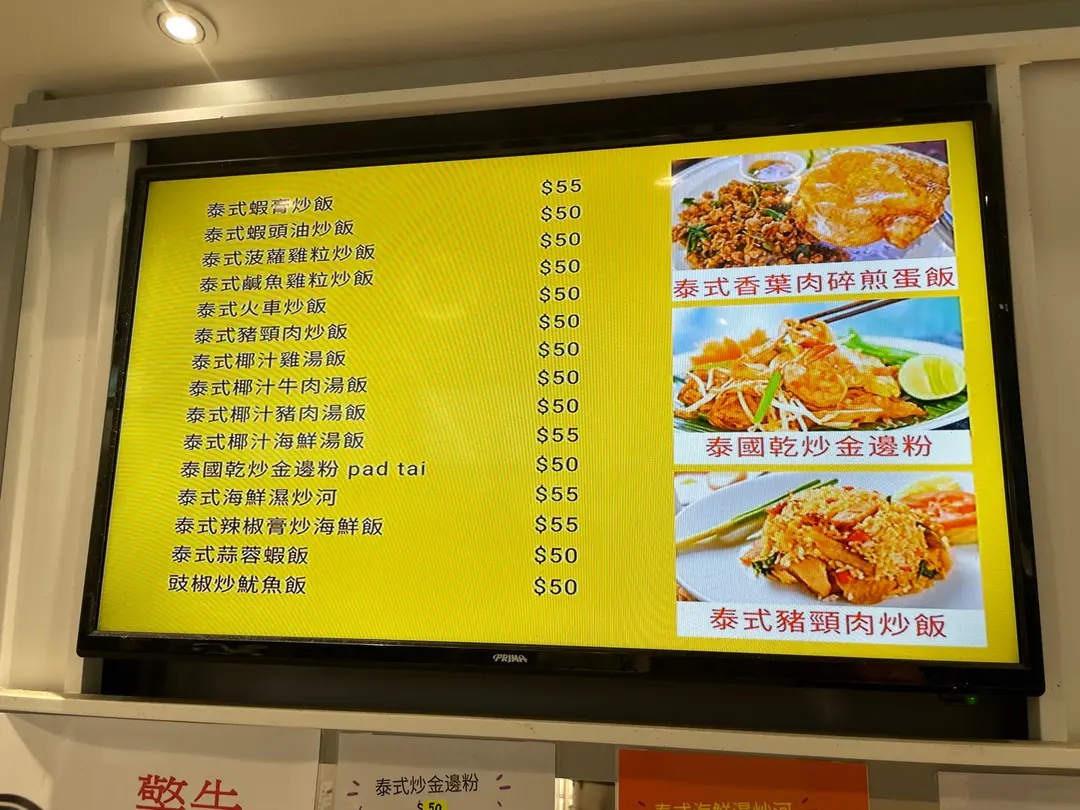 泰式蝦膏炒飯 $55
泰式蝦頭油炒飯 $50
泰式菠蘿雞粒炒飯 $50
泰式鹹魚雞粒炒飯 $50
泰式火車炒飯 $50
泰式豬頸肉炒飯 $50
泰式椰汁雞湯飯 $50
泰式椰汁牛肉湯飯 $50
泰式椰汁豬肉湯飯 $50
泰式椰汁海鮮湯飯 $55
泰國乾炒金邊粉 pad tai $50
泰式海鮮濕炒河 $55
泰式辣椒膏炒海鮮飯 $55
泰式蒜蓉蝦飯 $50
豉椒炒魷魚飯 $50
泰式香葉肉碎煎蛋飯
泰國乾炒金邊粉
泰式豬頸肉炒飯
PRIMA
泰式炒金邊粉
$50
泰式海鮮濕炒河